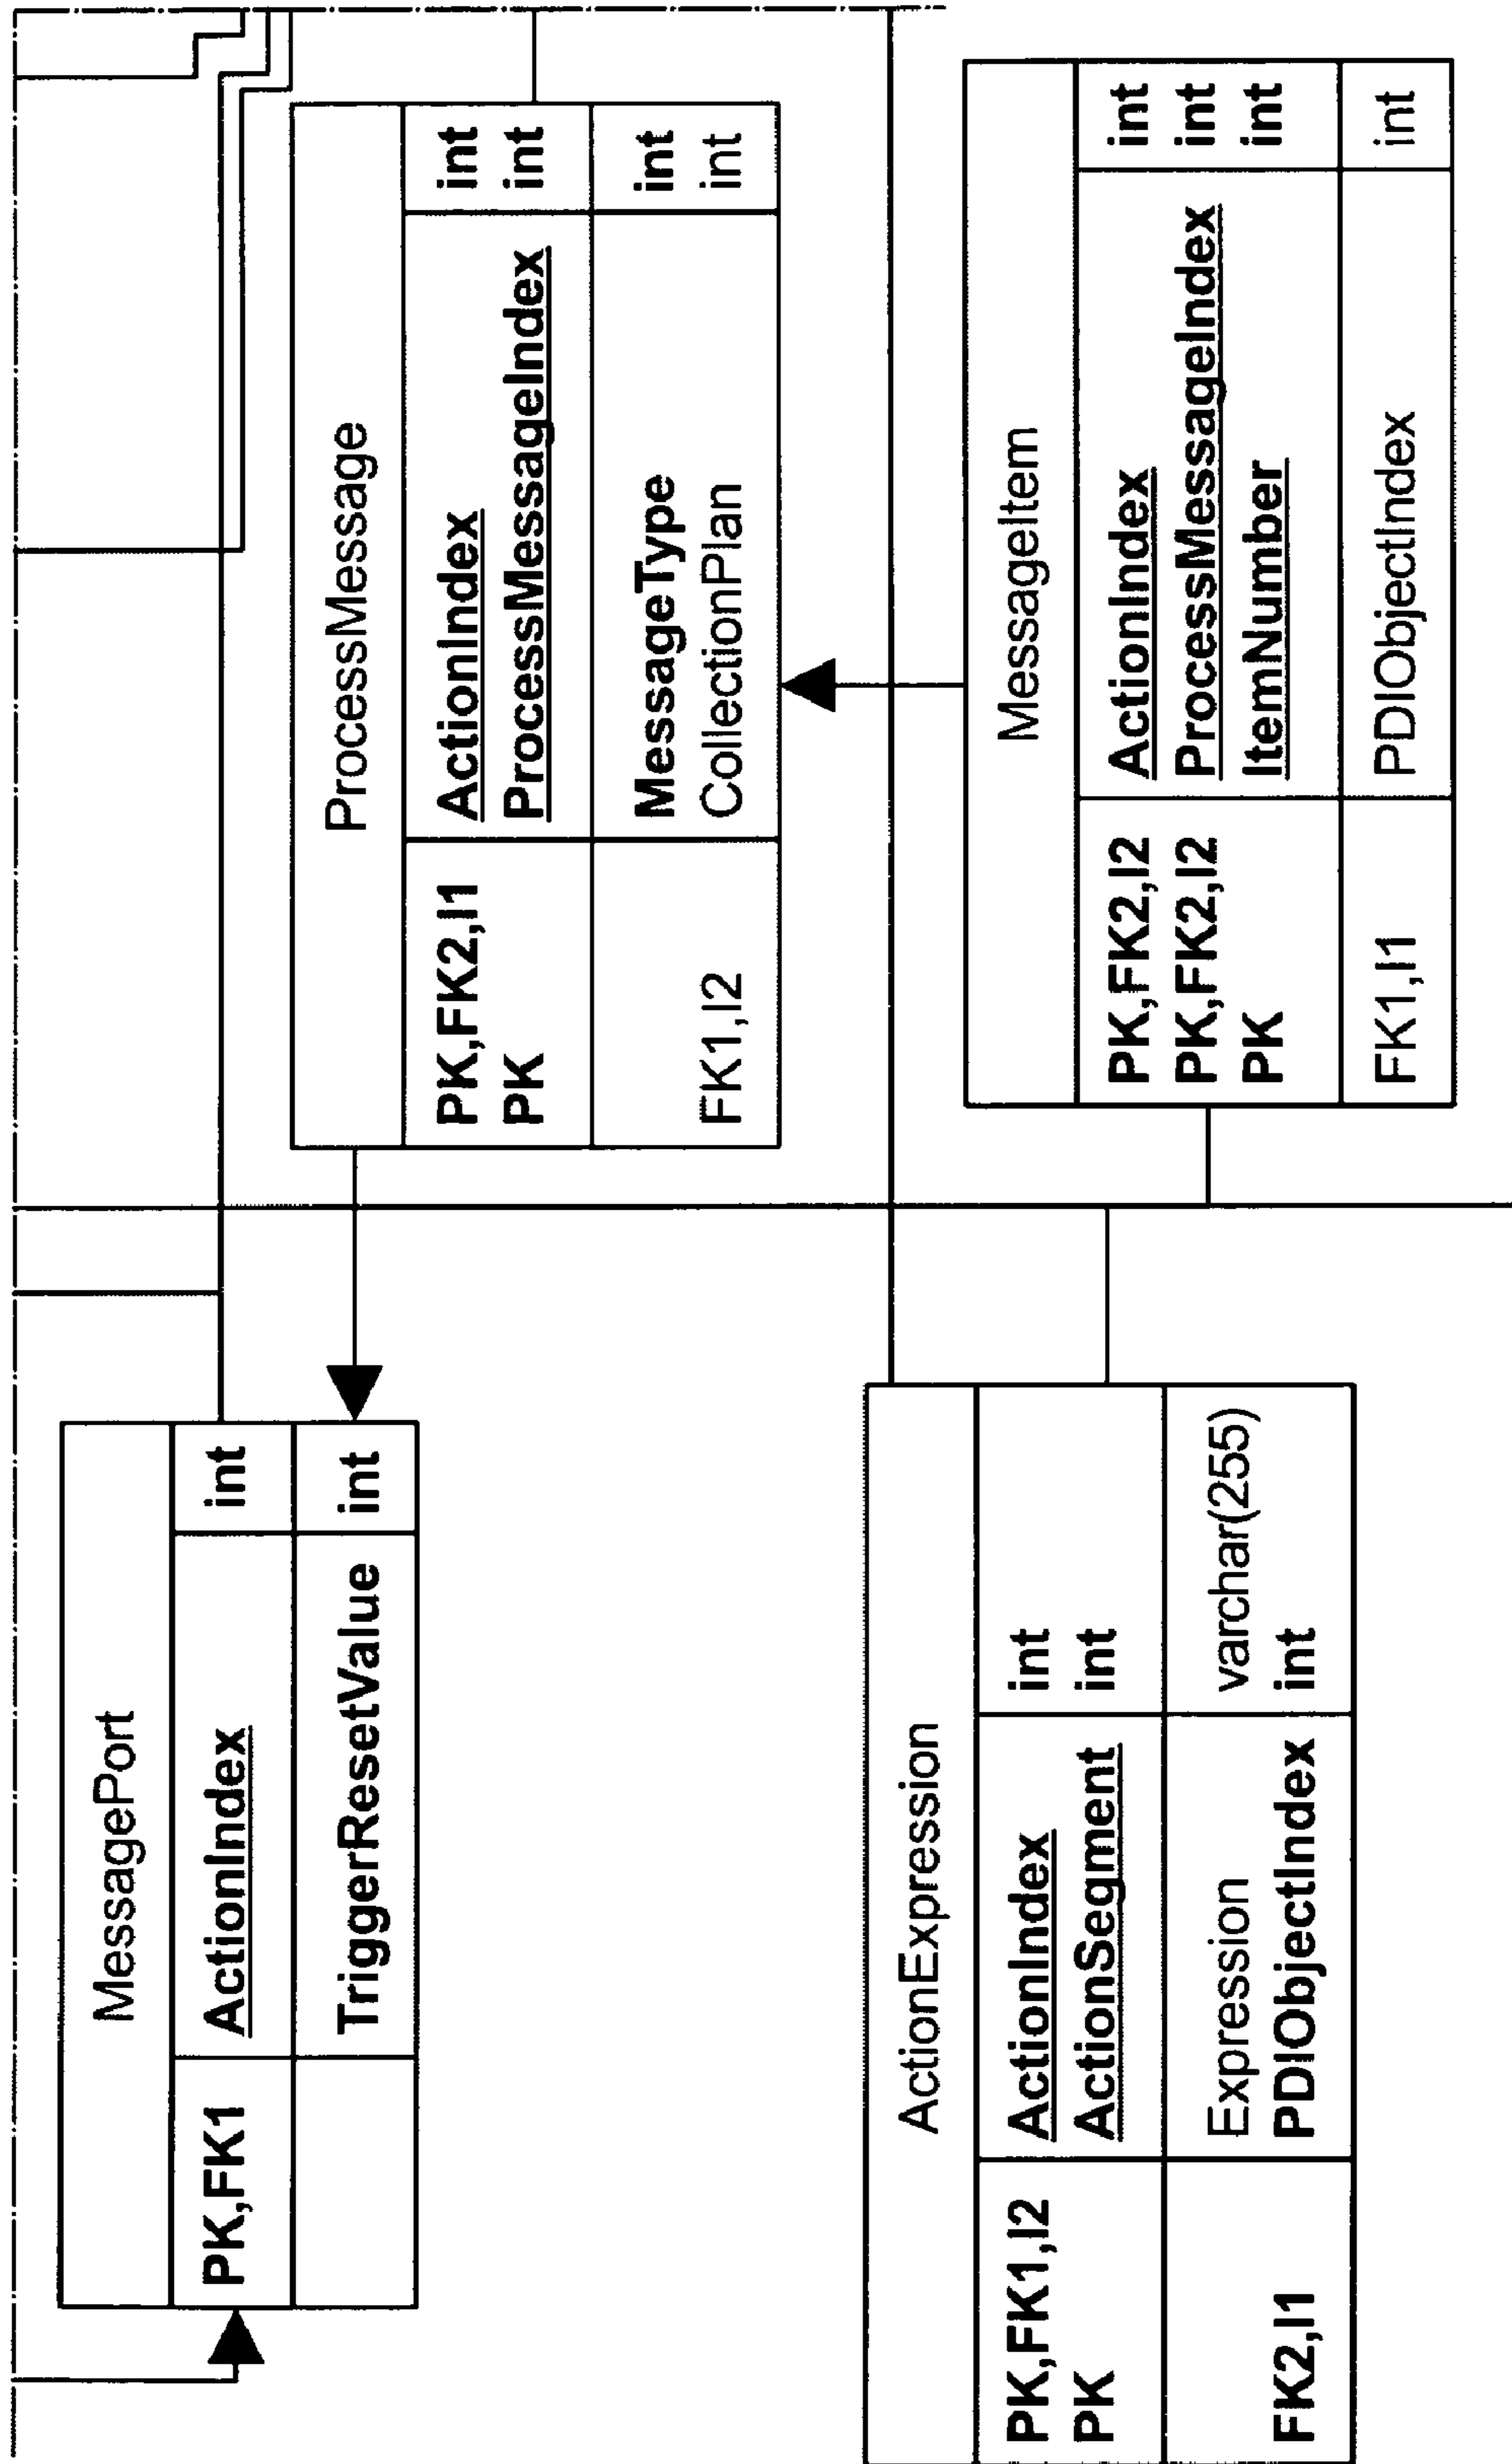 MessagePort
PK,FK1 ActionIndex int
TriggerResetValue int
ProcessMessage
PK,FK2,I1 ActionIndex int
PK ProcessMessageIndex int
MessageType int
FK1,I2 CollectionPlan int
ActionExpression
PK,FK1,I2 ActionIndex int
PK ActionSegment int
Expression varchar(255)
FK2,I1 PDIObjectIndex int
MessageItem
PK,FK2,I2 ActionIndex int
PK,FK2,I2 ProcessMessageIndex int
PK ItemNumber int
FK1,I1 PDIObjectIndex int